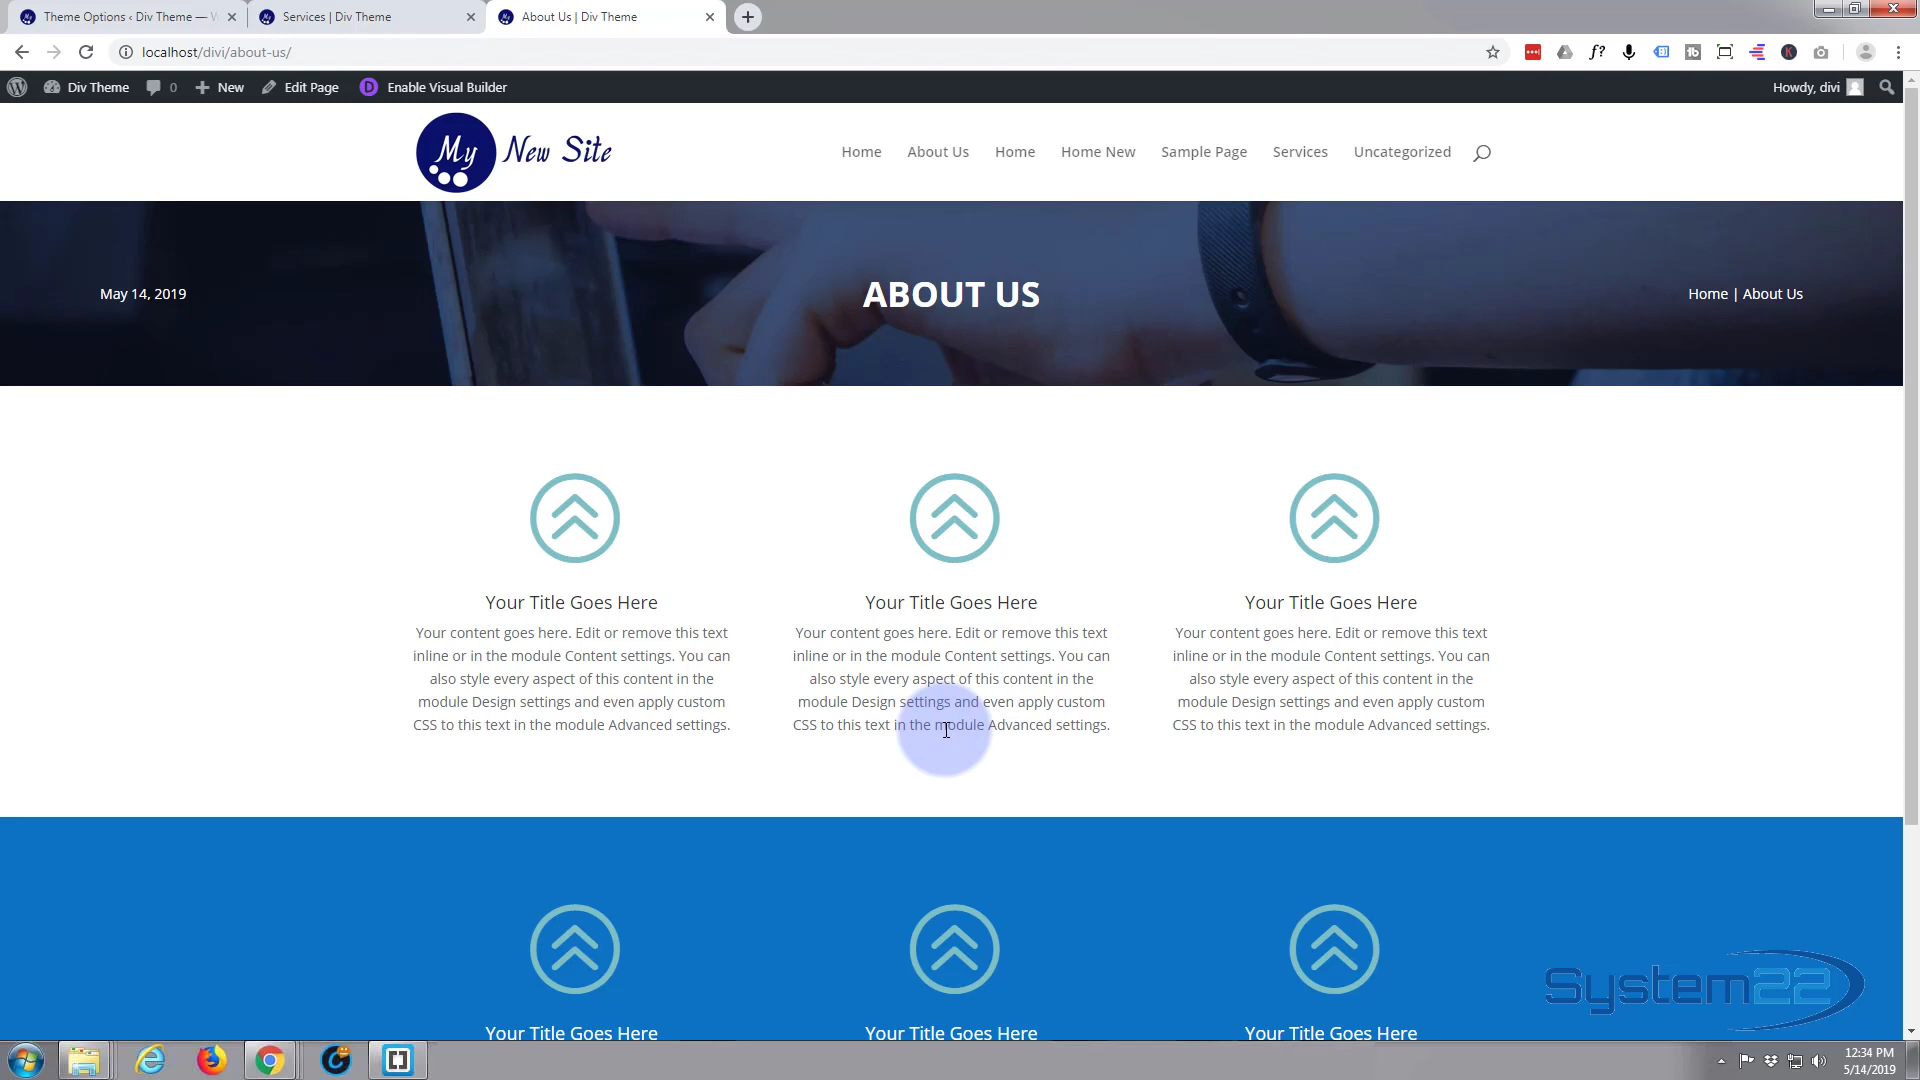 Theme Options ‹ Div Theme — W
Services | Div Theme
About Us | Div Theme
localhost/divi/about-us/
Div Theme
0
New
Edit Page
Enable Visual Builder
Howdy, divi
My New Site
Home
About Us
Home
Home New
Sample Page
Services
Uncategorized
May 14, 2019
ABOUT US
Home | About Us
Your Title Goes Here
Your content goes here. Edit or remove this text
inline or in the module Content settings. You can
also style every aspect of this content in the
module Design settings and even apply custom
CSS to this text in the module Advanced settings.
Your Title Goes Here
Your content goes here. Edit or remove this text
inline or in the module Content settings. You can
also style every aspect of this content in the
module Design settings and even apply custom
CSS to this text in the module Advanced settings.
Your Title Goes Here
Your content goes here. Edit or remove this text
inline or in the module Content settings. You can
also style every aspect of this content in the
module Design settings and even apply custom
CSS to this text in the module Advanced settings.
Your Title Goes Here
Your Title Goes Here
Your Title Goes Here
System22
12:34 PM
5/14/2019